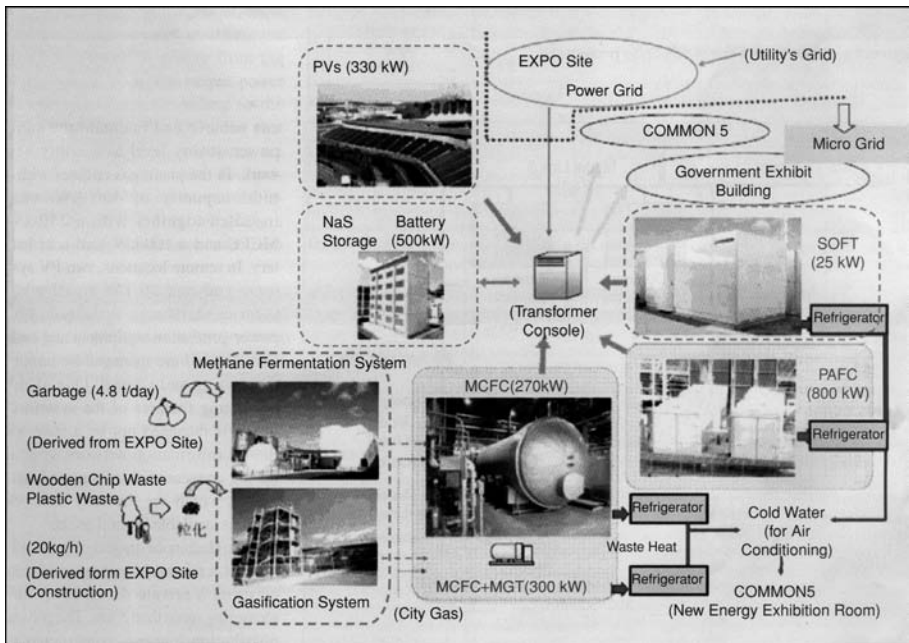 PVs (330 kW)
EXPO Site
Power Grid
(Utility's Grid)
COMMON 5
Micro Grid
Government Exhibit
Building
NaS Battery
Storage (500kW)
SOFT
(25 kW)
Refrigerator
(Transformer
Console)
Methane Fermentation System
Garbage (4.8 t/day)
(Derived from EXPO Site)
MCFC(270kW)
PAFC
(800 kW)
Refrigerator
Wooden Chip Waste
Plastic Waste
粒化
(20kg/h)
(Derived form EXPO Site
Construction)
Gasification System
Refrigerator
Waste Heat
Refrigerator
MCFC+MGT(300 kW)
(City Gas)
Cold Water
(for Air
Conditioning)
COMMON5
(New Energy Exhibition Room)